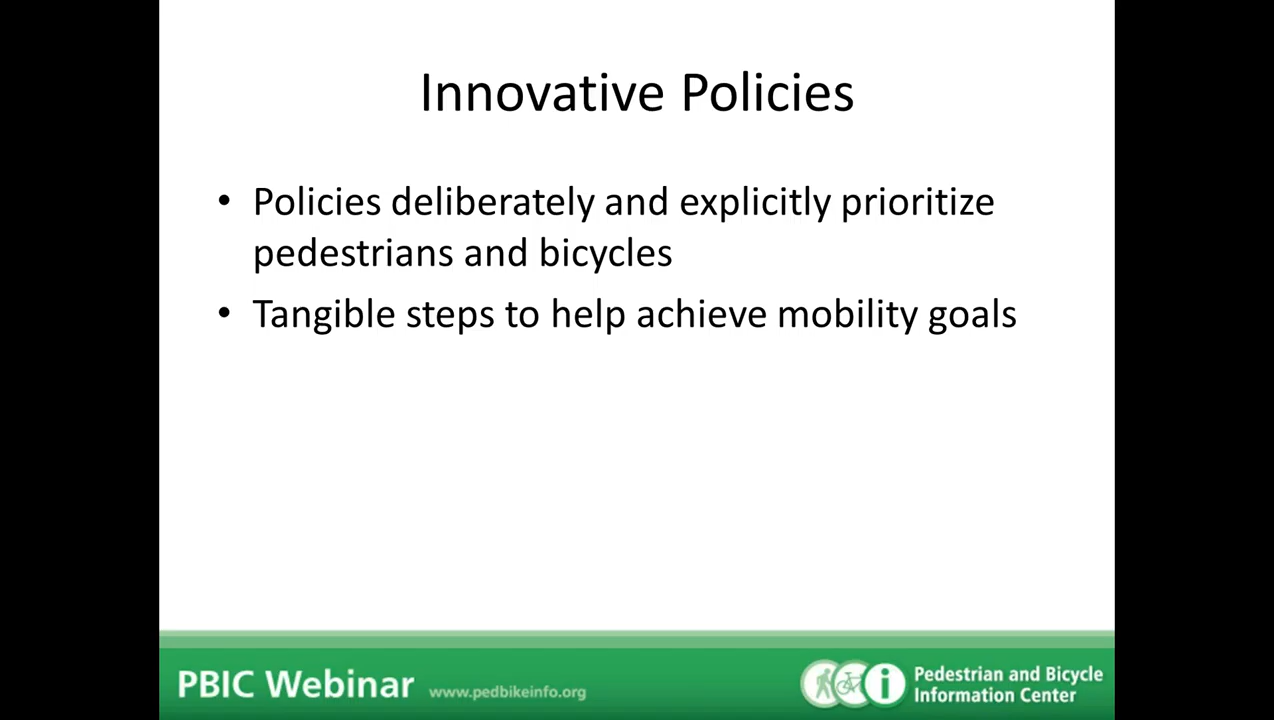 Innovative Policies
• Policies deliberately and explicitly prioritize
pedestrians and bicycles
• Tangible steps to help achieve mobility goals
PBIC Webinar www.pedbikeinfo.org
Pedestrian and Bicycle
Information Center